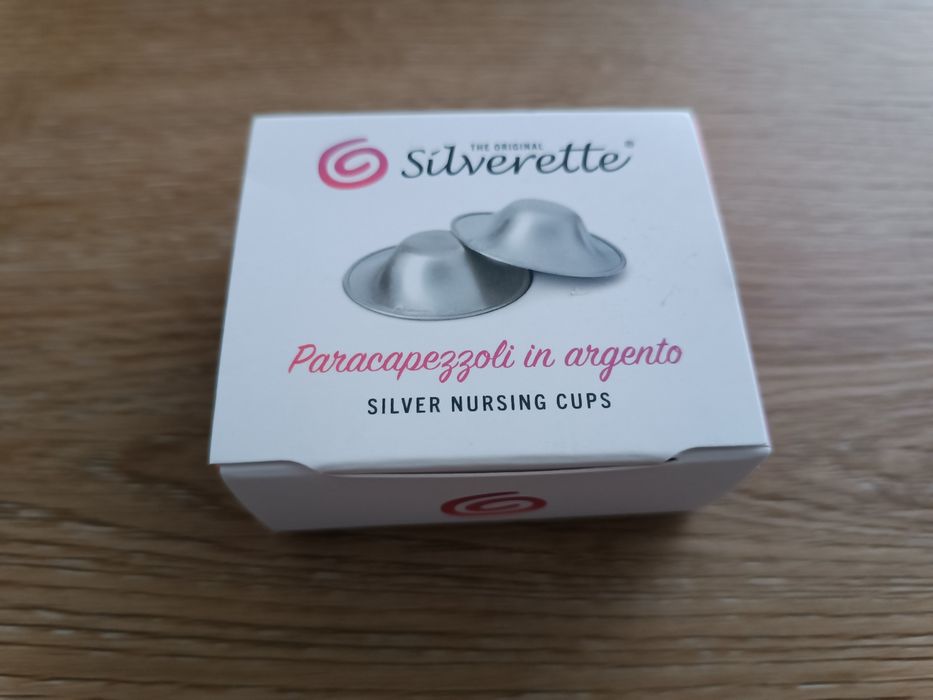 THE ORIGINAL
Silverette®
Paracapezzoli in argento
SILVER NURSING CUPS